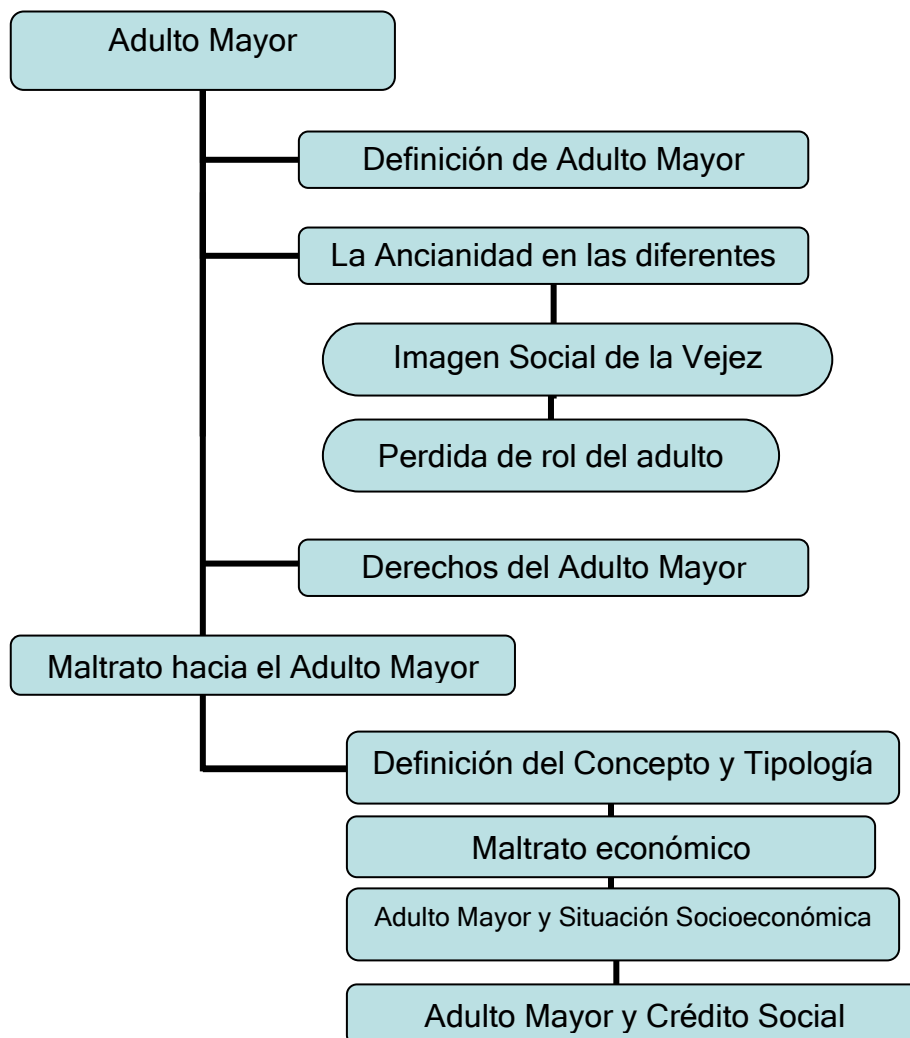 Adulto Mayor
Definición de Adulto Mayor
La Ancianidad en las diferentes
Imagen Social de la Vejez
Perdida de rol del adulto
Derechos del Adulto Mayor
Maltrato hacia el Adulto Mayor
Definición del Concepto y Tipología
Maltrato económico
Adulto Mayor y Situación Socioeconómica
Adulto Mayor y Crédito Social